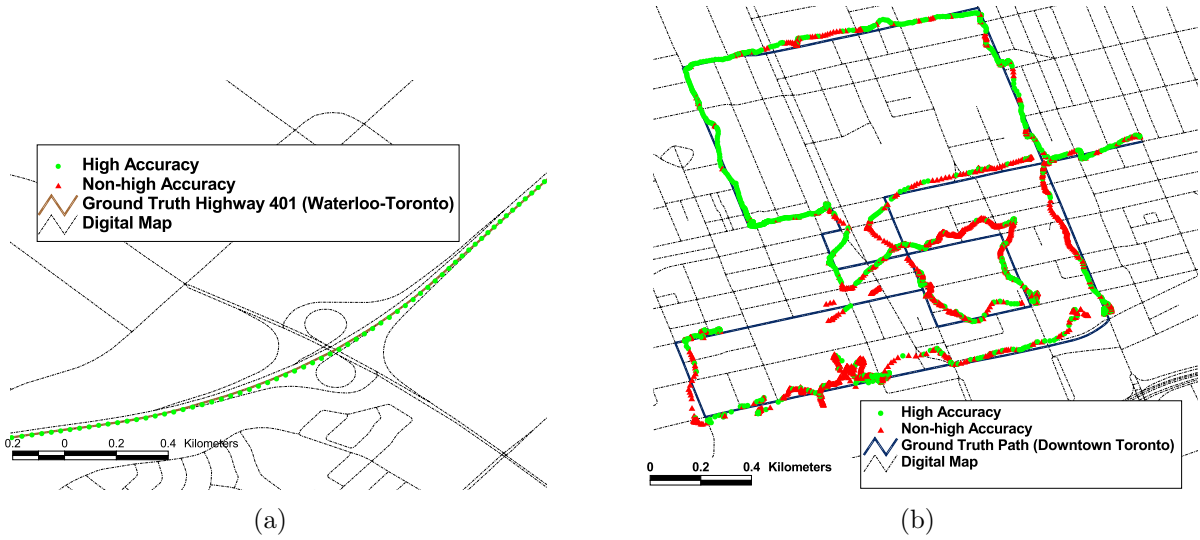 High Accuracy
Non-high Accuracy
Ground Truth Highway 401 (Waterloo-Toronto)
Digital Map
0.2 0 0.2 0.4 Kilometers
(a)
High Accuracy
Non-high Accuracy
Ground Truth Path (Downtown Toronto)
Digital Map
0 0.2 0.4 Kilometers
(b)